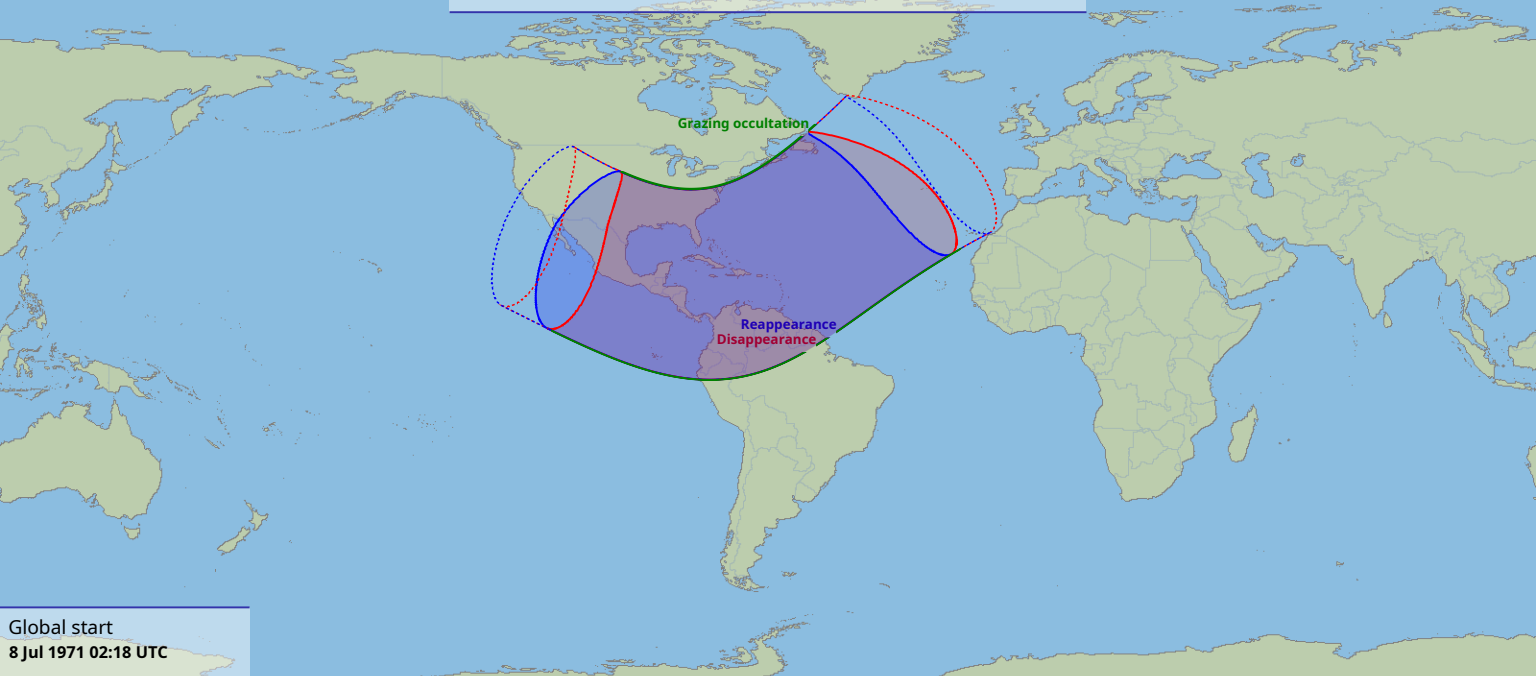 Grazing occultation
Reappearance
Disappearance
Global start
8 Jul 1971 02:18 UTC